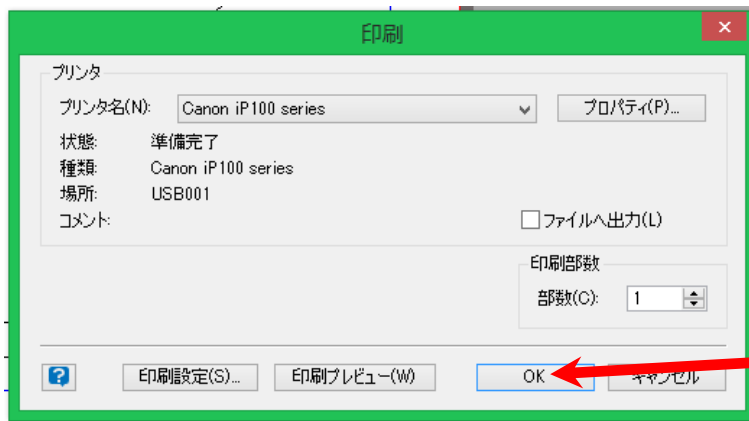 印刷
プリンタ
プリンタ名(N): Canon iP100 series プロパティ(P)...
状態: 準備完了
種類: Canon iP100 series
場所: USB001
コメント: ファイルへ出力(L)
印刷部数
部数(C): 1
印刷設定(S)... 印刷プレビュー(W) OK キャンセル